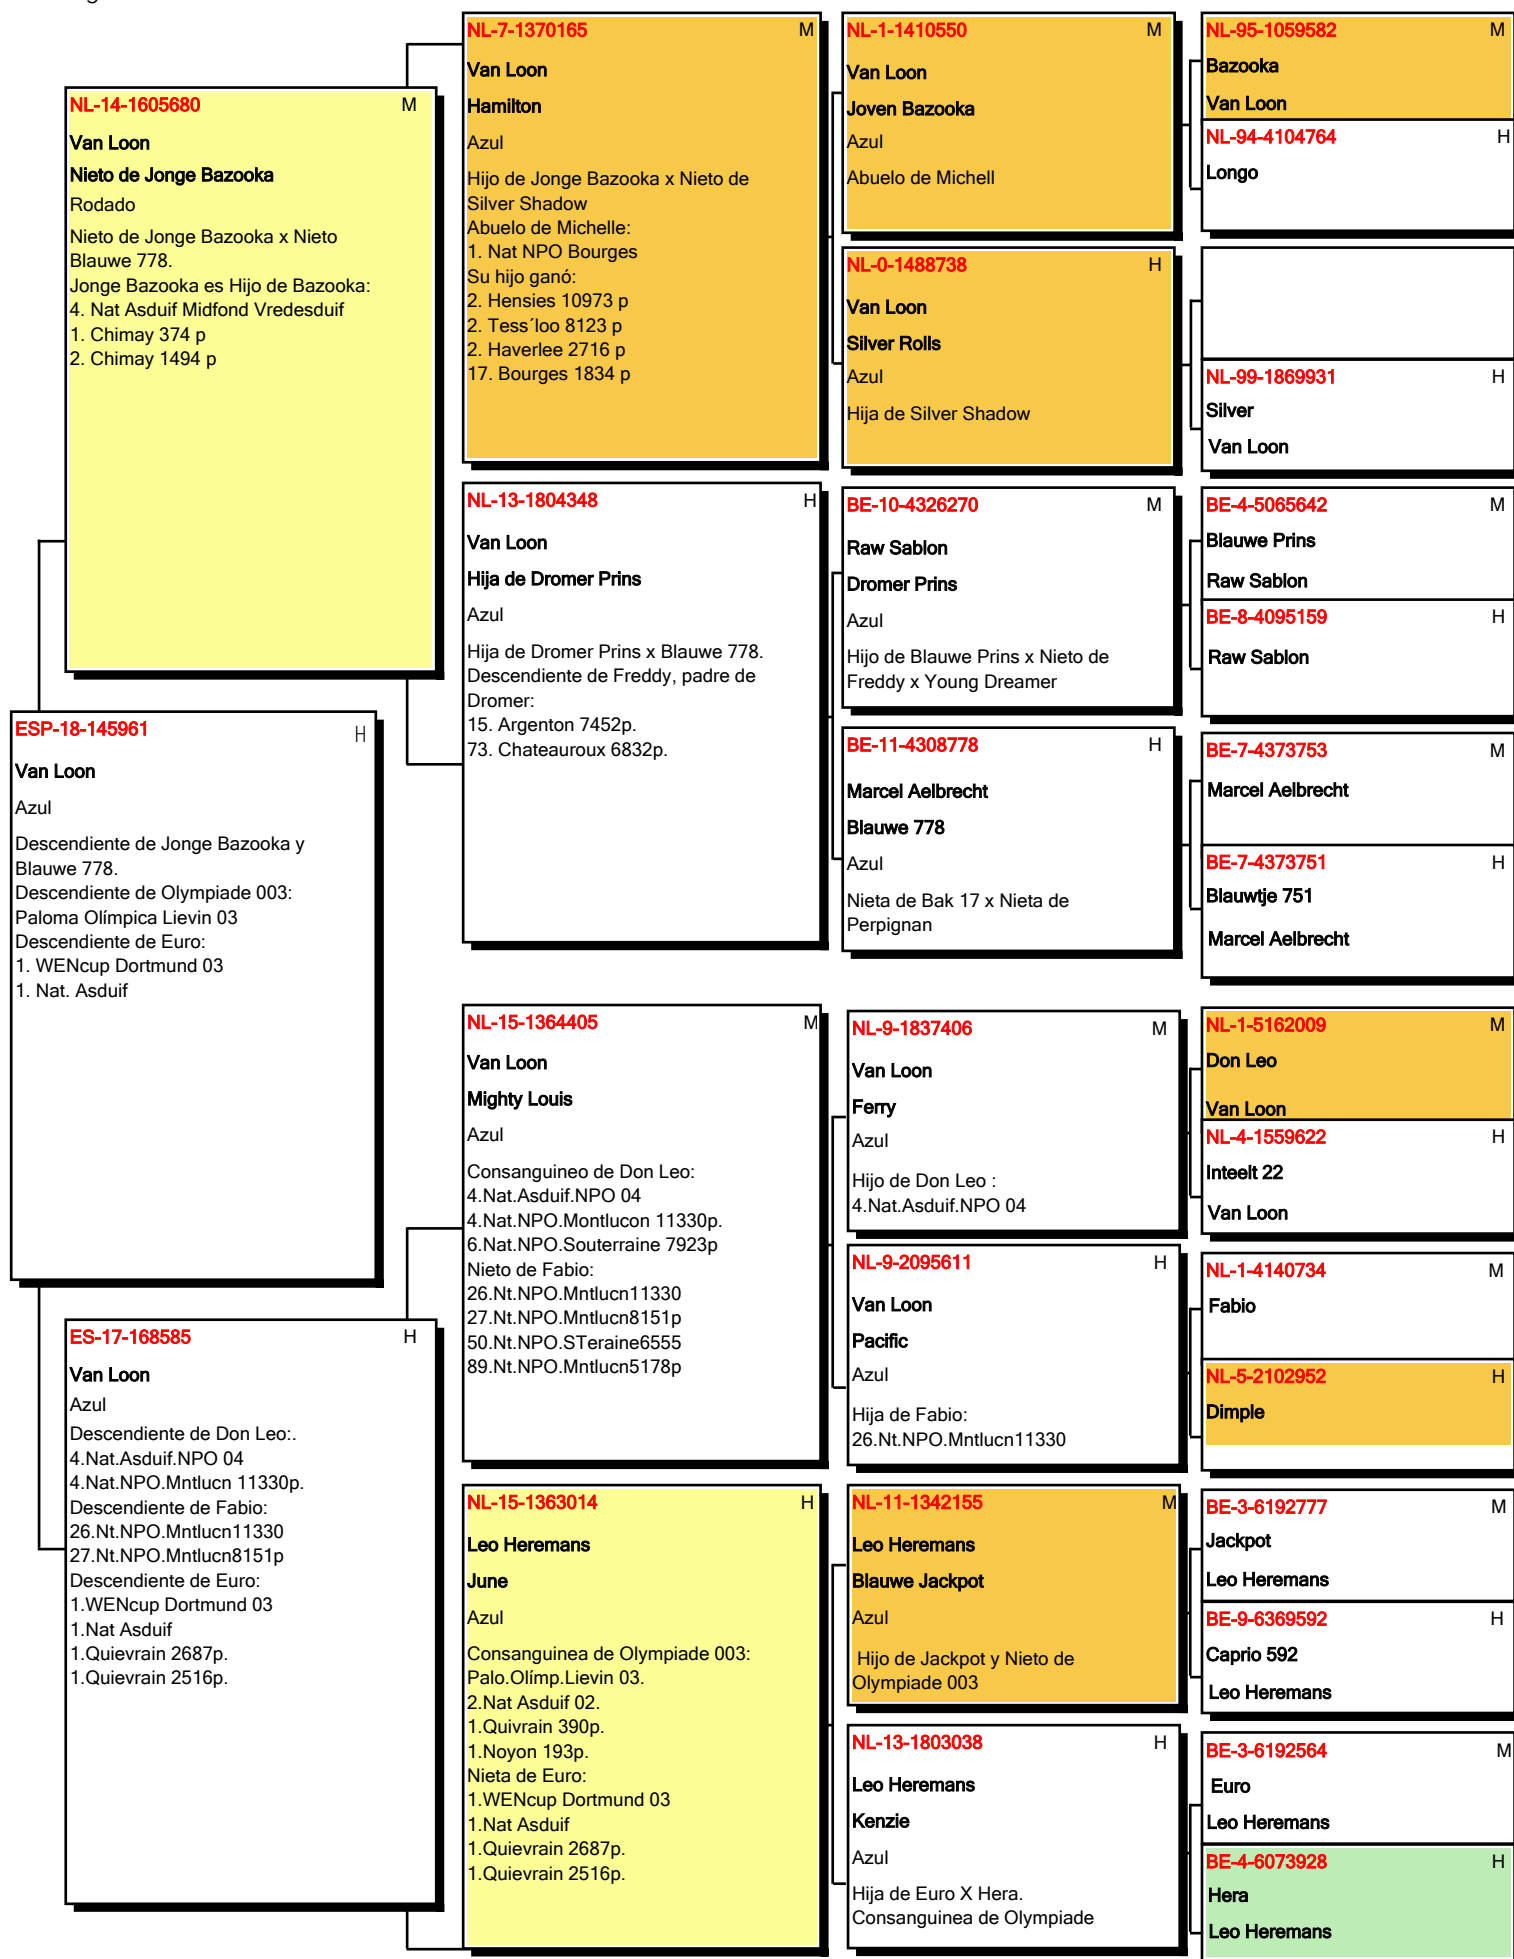 NL-14-1605680 M
Van Loon
Nieto de Jonge Bazooka
Rodado
Nieto de Jonge Bazooka x Nieto
Blauwe 778.
Jonge Bazooka es Hijo de Bazooka:
4. Nat Asduif Midfond Vredesduif
1. Chimay 374 p
2. Chimay 1494 p
ESP-18-145961 H
Van Loon
Azul
Descendiente de Jonge Bazooka y
Blauwe 778.
Descendiente de Olympiade 003:
Paloma Olímpica Lievin 03
Descendiente de Euro:
1. WENcup Dortmund 03
1. Nat. Asduif
ES-17-168585 H
Van Loon
Azul
Descendiente de Don Leo:.
4.Nat.Asduif.NPO 04
4.Nat.NPO.Mntlucn 11330p.
Descendiente de Fabio:
26.Nt.NPO.Mntlucn11330
27.Nt.NPO.Mntlucn8151p
Descendiente de Euro:
1.WENcup Dortmund 03
1.Nat Asduif
1.Quievrain 2687p.
1.Quievrain 2516p.
NL-7-1370165 M
Van Loon
Hamilton
Azul
Hijo de Jonge Bazooka x Nieto de
Silver Shadow
Abuelo de Michelle:
1. Nat NPO Bourges
Su hijo ganó:
2. Hensies 10973 p
2. Tess´loo 8123 p
2. Haverlee 2716 p
17. Bourges 1834 p
NL-13-1804348 H
Van Loon
Hija de Dromer Prins
Azul
Hija de Dromer Prins x Blauwe 778.
Descendiente de Freddy, padre de
Dromer:
15. Argenton 7452p.
73. Chateauroux 6832p.
NL-15-1364405 M
Van Loon
Mighty Louis
Azul
Consanguineo de Don Leo:
4.Nat.Asduif.NPO 04
4.Nat.NPO.Montlucon 11330p.
6.Nat.NPO.Souterraine 7923p
Nieto de Fabio:
26.Nt.NPO.Mntlucn11330
27.Nt.NPO.Mntlucn8151p
50.Nt.NPO.STeraine6555
89.Nt.NPO.Mntlucn5178p
NL-15-1363014 H
Leo Heremans
June
Azul
Consanguinea de Olympiade 003:
Palo.Olímp.Lievin 03.
2.Nat Asduif 02.
1.Quivrain 390p.
1.Noyon 193p.
Nieta de Euro:
1.WENcup Dortmund 03
1.Nat Asduif
1.Quievrain 2687p.
1.Quievrain 2516p.
NL-1-1410550 M
Van Loon
Joven Bazooka
Azul
Abuelo de Michell
NL-0-1488738 H
Van Loon
Silver Rolls
Azul
Hija de Silver Shadow
BE-10-4326270 M
Raw Sablon
Dromer Prins
Azul
Hijo de Blauwe Prins x Nieto de
Freddy x Young Dreamer
BE-11-4308778 H
Marcel Aelbrecht
Blauwe 778
Azul
Nieta de Bak 17 x Nieta de
Perpignan
NL-9-1837406 M
Van Loon
Ferry
Azul
Hijo de Don Leo :
4.Nat.Asduif.NPO 04
NL-9-2095611 H
Van Loon
Pacific
Azul
Hija de Fabio:
26.Nt.NPO.Mntlucn11330
NL-11-1342155 M
Leo Heremans
Blauwe Jackpot
Azul
Hijo de Jackpot y Nieto de
Olympiade 003
NL-13-1803038 H
Leo Heremans
Kenzie
Azul
Hija de Euro X Hera.
Consanguinea de Olympiade
NL-95-1059582 M
Bazooka
Van Loon
NL-94-4104764 H
Longo
NL-99-1869931 H
Silver
Van Loon
BE-4-5065642 M
Blauwe Prins
Raw Sablon
BE-8-4095159 H
Raw Sablon
BE-7-4373753 M
Marcel Aelbrecht
BE-7-4373751 H
Blauwtje 751
Marcel Aelbrecht
NL-1-5162009 M
Don Leo
Van Loon
NL-4-1559622 H
Inteelt 22
Van Loon
NL-1-4140734 M
Fabio
NL-5-2102952 H
Dimple
BE-3-6192777 M
Jackpot
Leo Heremans
BE-9-6369592 H
Caprio 592
Leo Heremans
BE-3-6192564 M
Euro
Leo Heremans
BE-4-6073928 H
Hera
Leo Heremans